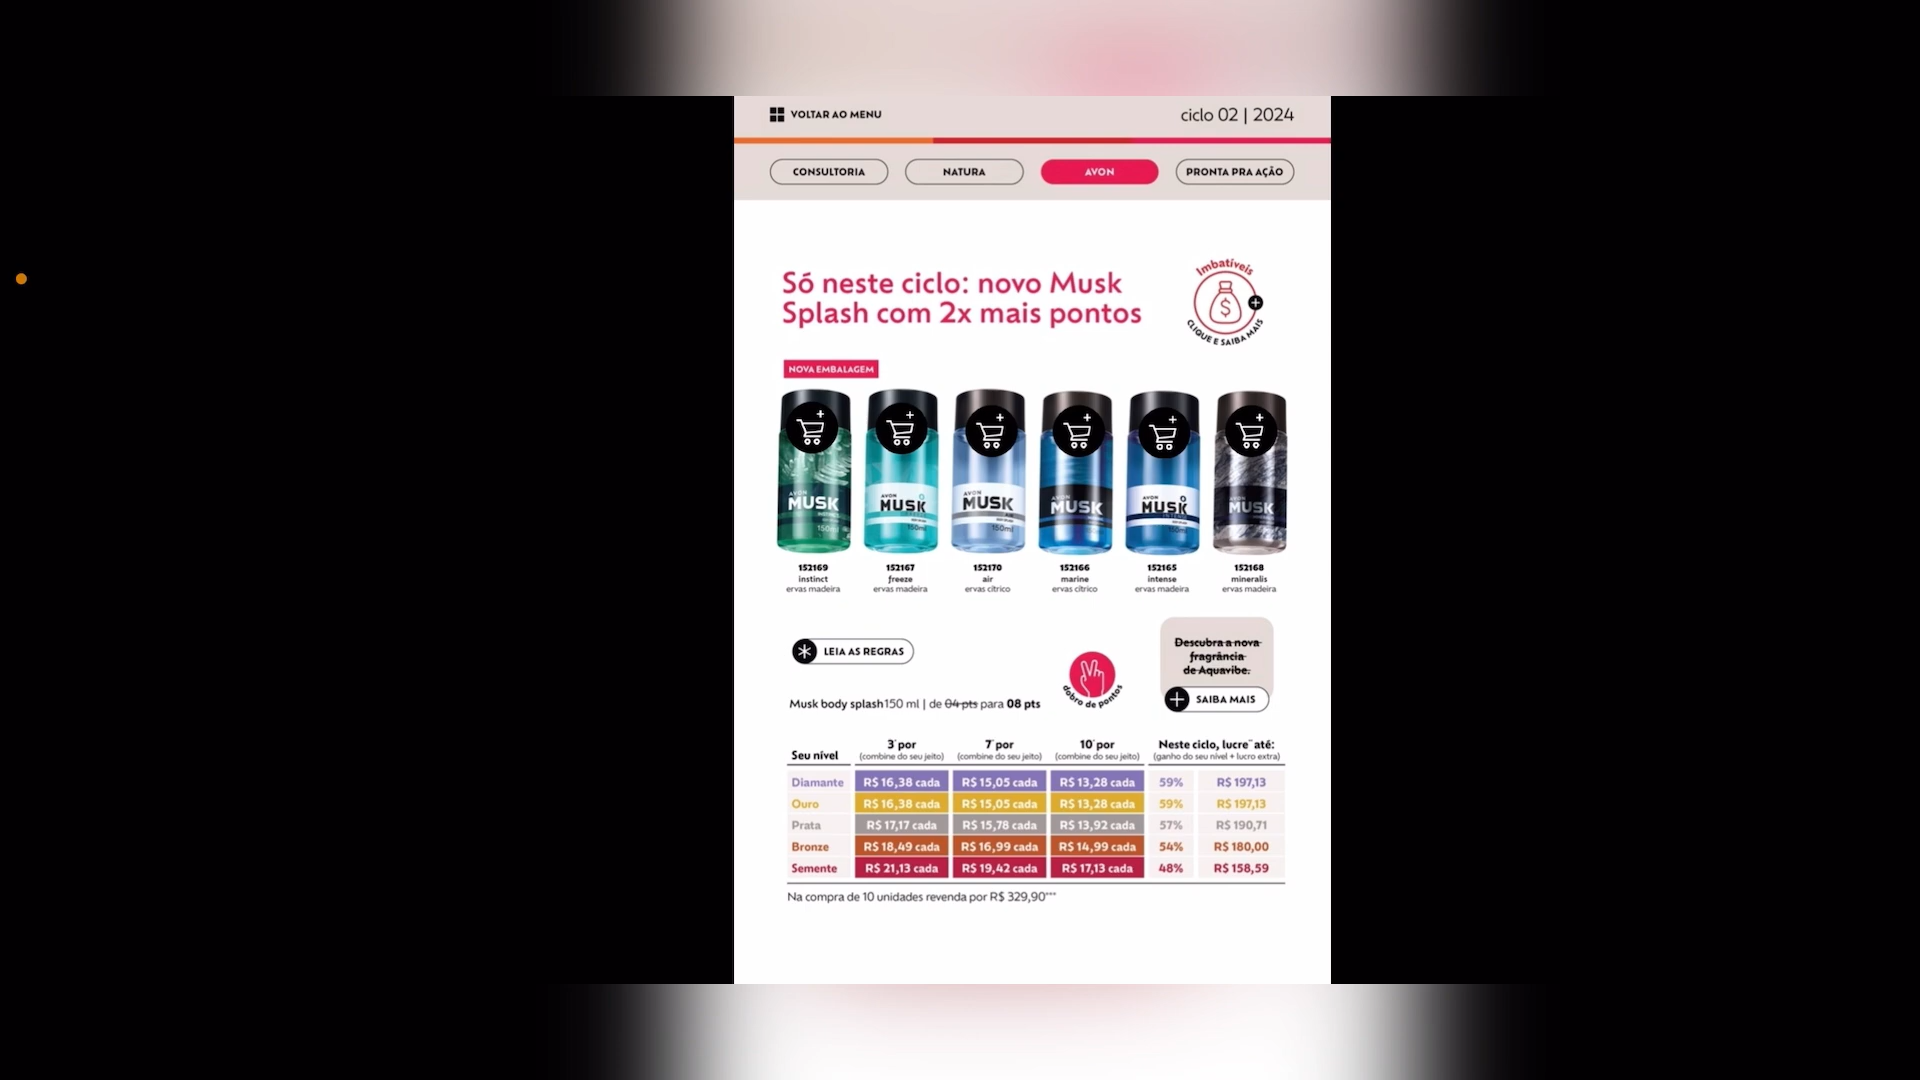 VOLTAR AO MENU
ciclo 02 | 2024
CONSULTORIA
NATURA
AVON
PRONTA PRA AÇÃO
Só neste ciclo: novo Musk
Splash com 2x mais pontos
Imbatíveis
$
CLIQUE E SAIBA MAIS
NOVA EMBALAGEM
AVON MUSK 150ml
AVON MUSK 150ml
AVON MUSK 150ml
AVON MUSK
AVON MUSK
MUSK
152169 152167 152170 152166 152165 152168
instinct freeze air marine intense mineralis
ervas madeira ervas madeira ervas cítrico ervas cítrico ervas madeira ervas madeira
LEIA AS REGRAS
Descubra a nova
fragrância
de Aquavibe.
SAIBA MAIS
dobro de pontos
Musk body splash150 ml | de 04 pts para 08 pts
Seu nível 3* por 7* por 10* por Neste ciclo, lucre** até:
(combine do seu jeito) (combine do seu jeito) (combine do seu jeito) (ganho do seu nível + lucro extra)
Diamante R$ 16,38 cada R$ 15,05 cada R$ 13,28 cada 59% R$ 197,13
Ouro R$ 16,38 cada R$ 15,05 cada R$ 13,28 cada 59% R$ 197,13
Prata R$ 17,17 cada R$ 15,78 cada R$ 13,92 cada 57% R$ 190,71
Bronze R$ 18,49 cada R$ 16,99 cada R$ 14,99 cada 54% R$ 180,00
Semente R$ 21,13 cada R$ 19,42 cada R$ 17,13 cada 48% R$ 158,59
Na compra de 10 unidades revenda por R$ 329,90***